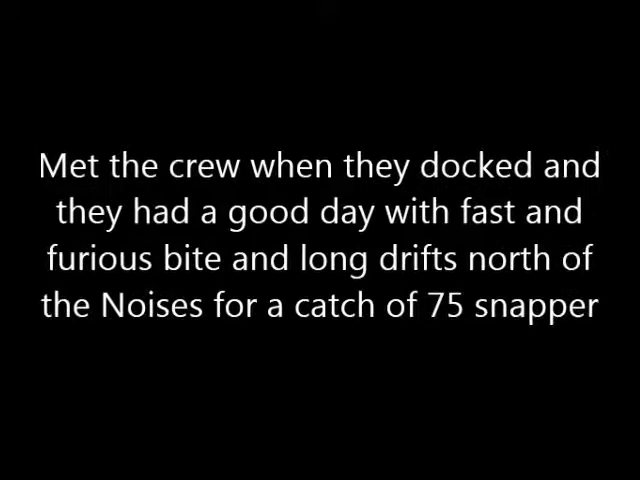 Met the crew when they docked and
they had a good day with fast and
furious bite and long drifts north of
the Noises for a catch of 75 snapper